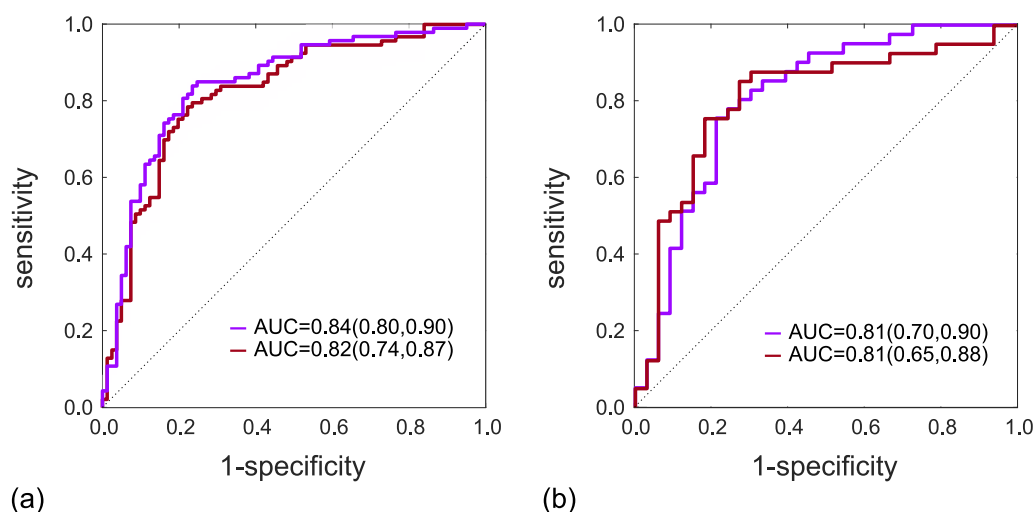 1.0
0.8
0.6
0.4
0.2
0.0
sensitivity
AUC=0.84(0.80,0.90)
AUC=0.82(0.74,0.87)
0.0 0.2 0.4 0.6 0.8 1.0
1-specificity
(a)
1.0
0.8
0.6
0.4
0.2
0.0
sensitivity
AUC=0.81(0.70,0.90)
AUC=0.81(0.65,0.88)
0.0 0.2 0.4 0.6 0.8 1.0
1-specificity
(b)